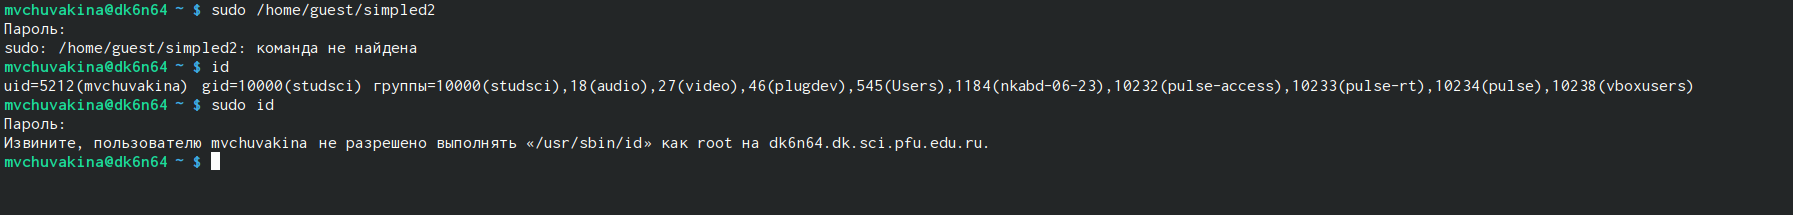 mvchuvakina@dk6n64 ~ $ sudo /home/guest/simpled2
Пароль:
sudo: /home/guest/simpled2: команда не найдена
mvchuvakina@dk6n64 ~ $ id
uid=5212(mvchuvakina) gid=10000(studsci) группы=10000(studsci),18(audio),27(video),46(plugdev),545(Users),1184(nkabd-06-23),10232(pulse-access),10233(pulse-rt),10234(pulse),10238(vboxusers)
mvchuvakina@dk6n64 ~ $ sudo id
Пароль:
Извините, пользователю mvchuvakina не разрешено выполнять «/usr/sbin/id» как root на dk6n64.dk.sci.pfu.edu.ru.
mvchuvakina@dk6n64 ~ $